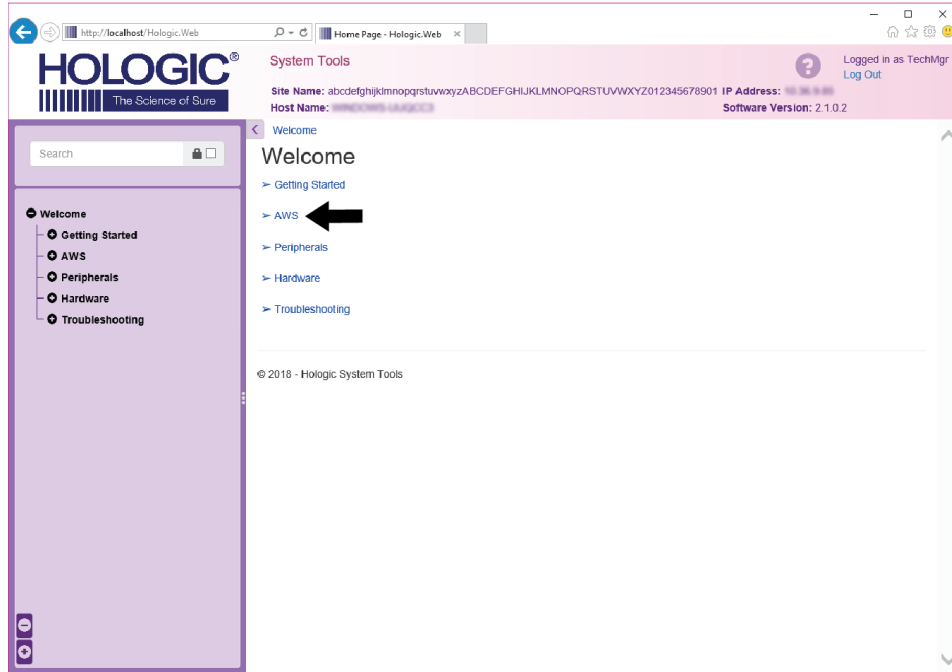 http://localhost/Hologic.Web
Home Page - Hologic.Web
HOLOGIC®
The Science of Sure
System Tools
Logged in as TechMgr
Log Out
Site Name: abcdefghijklmnopqrstuvwxyzABCDEFGHIJKLMNOPQRSTUVWXYZ012345678901 IP Address:
Host Name: Software Version: 2.1.0.2
Search
Welcome
Getting Started
AWS
Peripherals
Hardware
Troubleshooting
Welcome
Welcome
➢ Getting Started
➢ AWS
➢ Peripherals
➢ Hardware
➢ Troubleshooting
© 2018 - Hologic System Tools